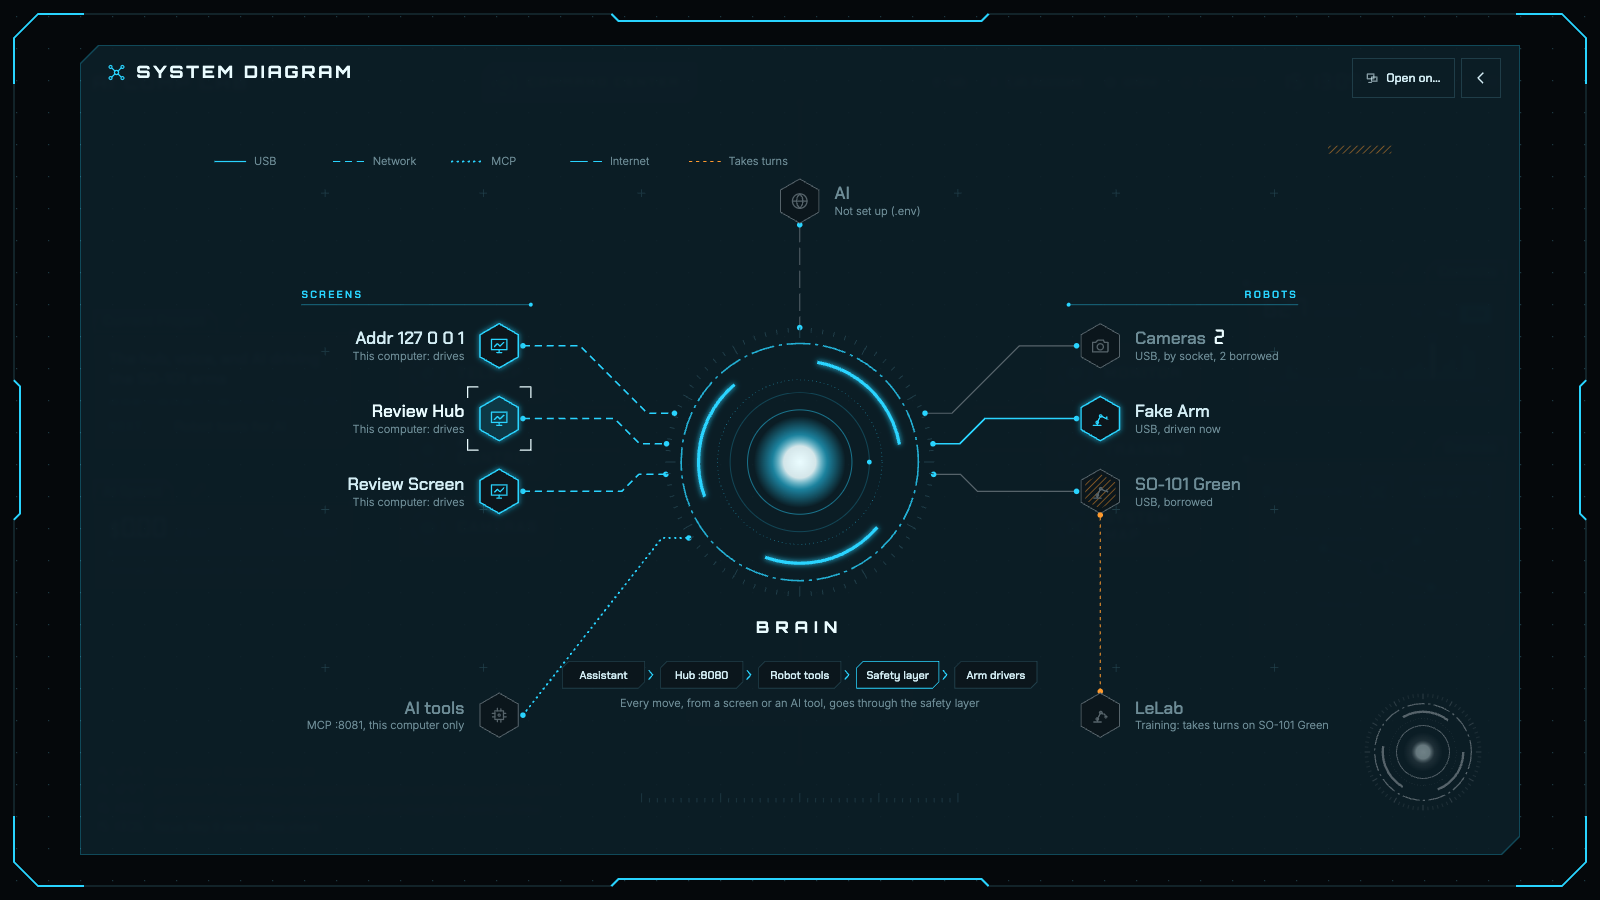 SYSTEM DIAGRAM
Open on...
USB
Network
MCP
Internet
Takes turns
AI
Not set up (.env)
SCREENS
ROBOTS
Addr 127 0 0 1
This computer: drives
Cameras 2
USB, by socket, 2 borrowed
Review Hub
This computer: drives
Fake Arm
USB, driven now
Review Screen
This computer: drives
SO-101 Green
USB, borrowed
BRAIN
Assistant
Hub :8080
Robot tools
Safety layer
Arm drivers
Every move, from a screen or an AI tool, goes through the safety layer
AI tools
MCP :8081, this computer only
LeLab
Training: takes turns on SO-101 Green